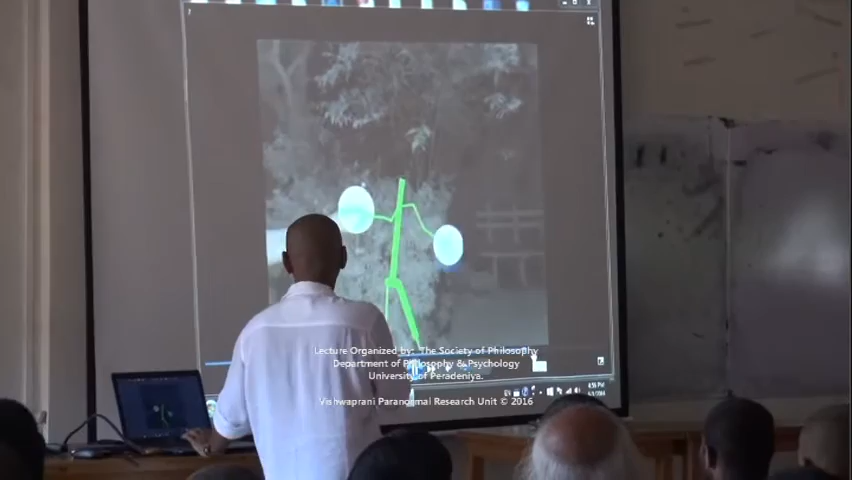 Lecture Organized by: The Society of Philosophy
Department of Philosophy & Psychology
University of Peradeniya.
Vishwaprani Paranormal Research Unit © 2016